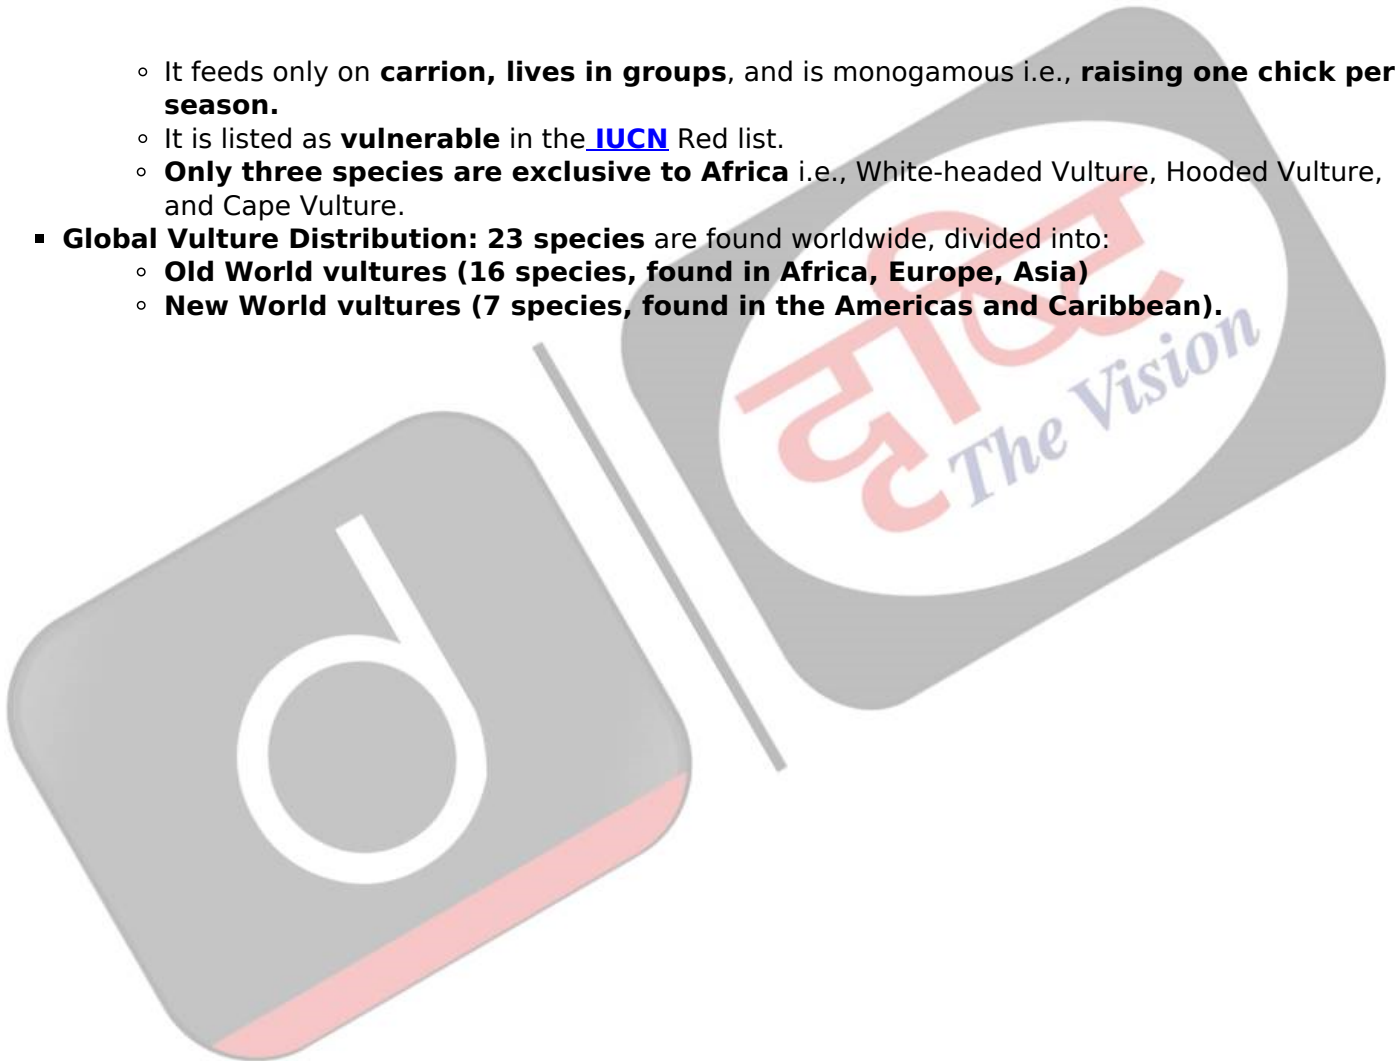 It feeds only on carrion, lives in groups, and is monogamous i.e., raising one chick per
season.
It is listed as vulnerable in the IUCN Red list.
Only three species are exclusive to Africa i.e., White-headed Vulture, Hooded Vulture,
and Cape Vulture.
Global Vulture Distribution: 23 species are found worldwide, divided into:
Old World vultures (16 species, found in Africa, Europe, Asia)
New World vultures (7 species, found in the Americas and Caribbean).
दृष्टि
The Vision
d